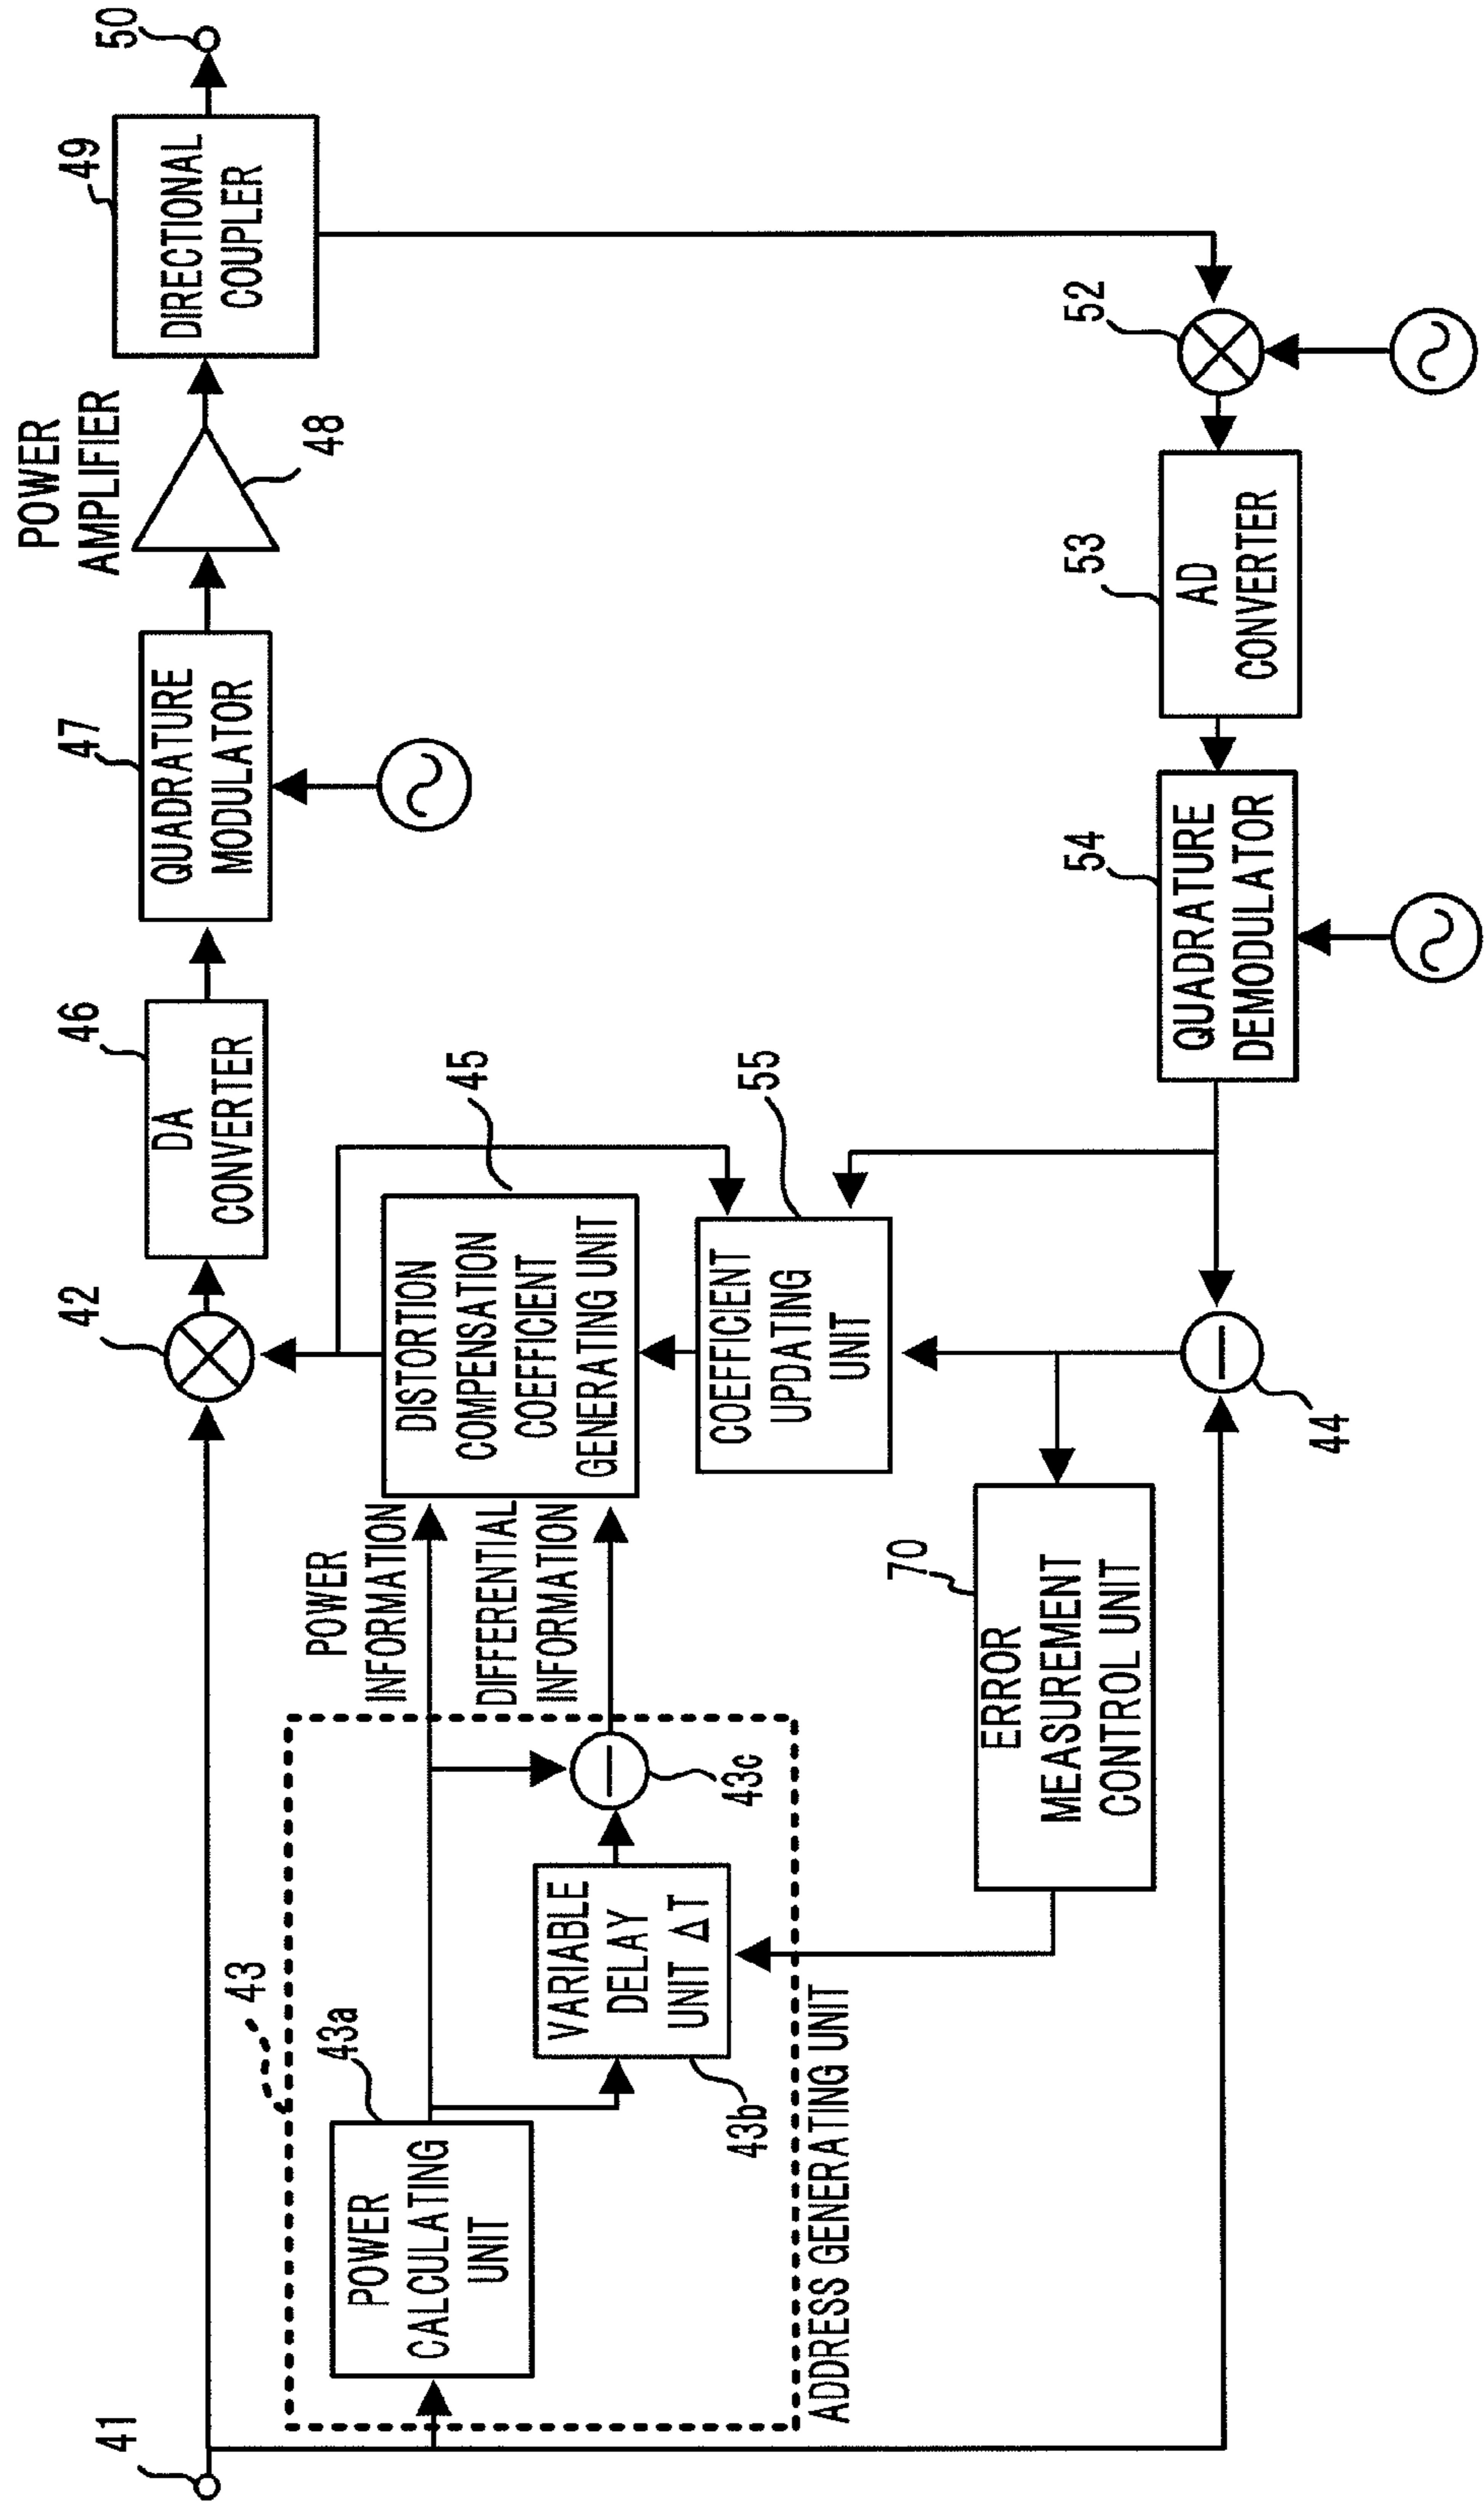 41
42
DA
CONVERTER
46
QUADRATURE
MODULATOR
47
POWER
AMPLIFIER
48
DIRECTIONAL
COUPLER
49
50
43
43a
POWER
CALCULATING
UNIT
VARIABLE
DELAY
UNIT ΔT
43b
43c
ADDRESS GENERATING UNIT
POWER
INFORMATION
DIFFERENTIAL
INFORMATION
DISTORTION
COMPENSATION
COEFFICIENT
GENERATING UNIT
45
COEFFICIENT
UPDATING
UNIT
55
ERROR
MEASUREMENT
CONTROL UNIT
70
44
QUADRATURE
DEMODULATOR
54
AD
CONVERTER
53
52